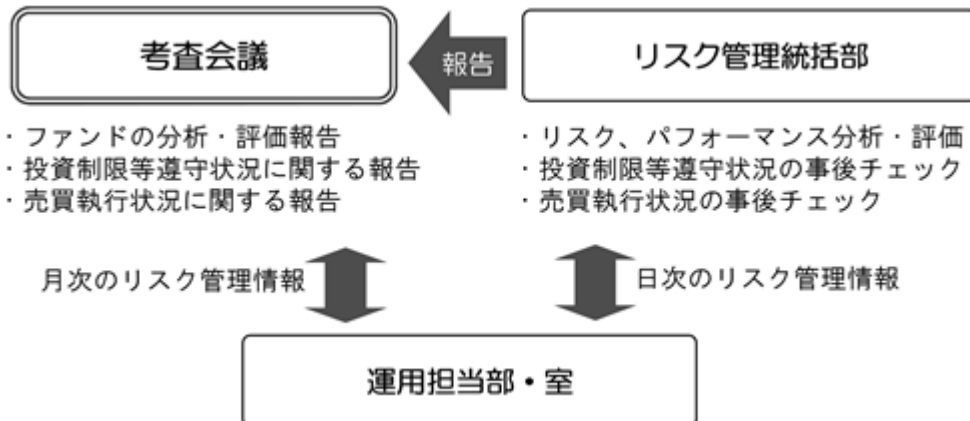 考査会議
報告
リスク管理統括部
・ファンドの分析・評価報告
・投資制限等遵守状況に関する報告
・売買執行状況に関する報告
・リスク、パフォーマンス分析・評価
・投資制限等遵守状況の事後チェック
・売買執行状況の事後チェック
月次のリスク管理情報
日次のリスク管理情報
運用担当部・室